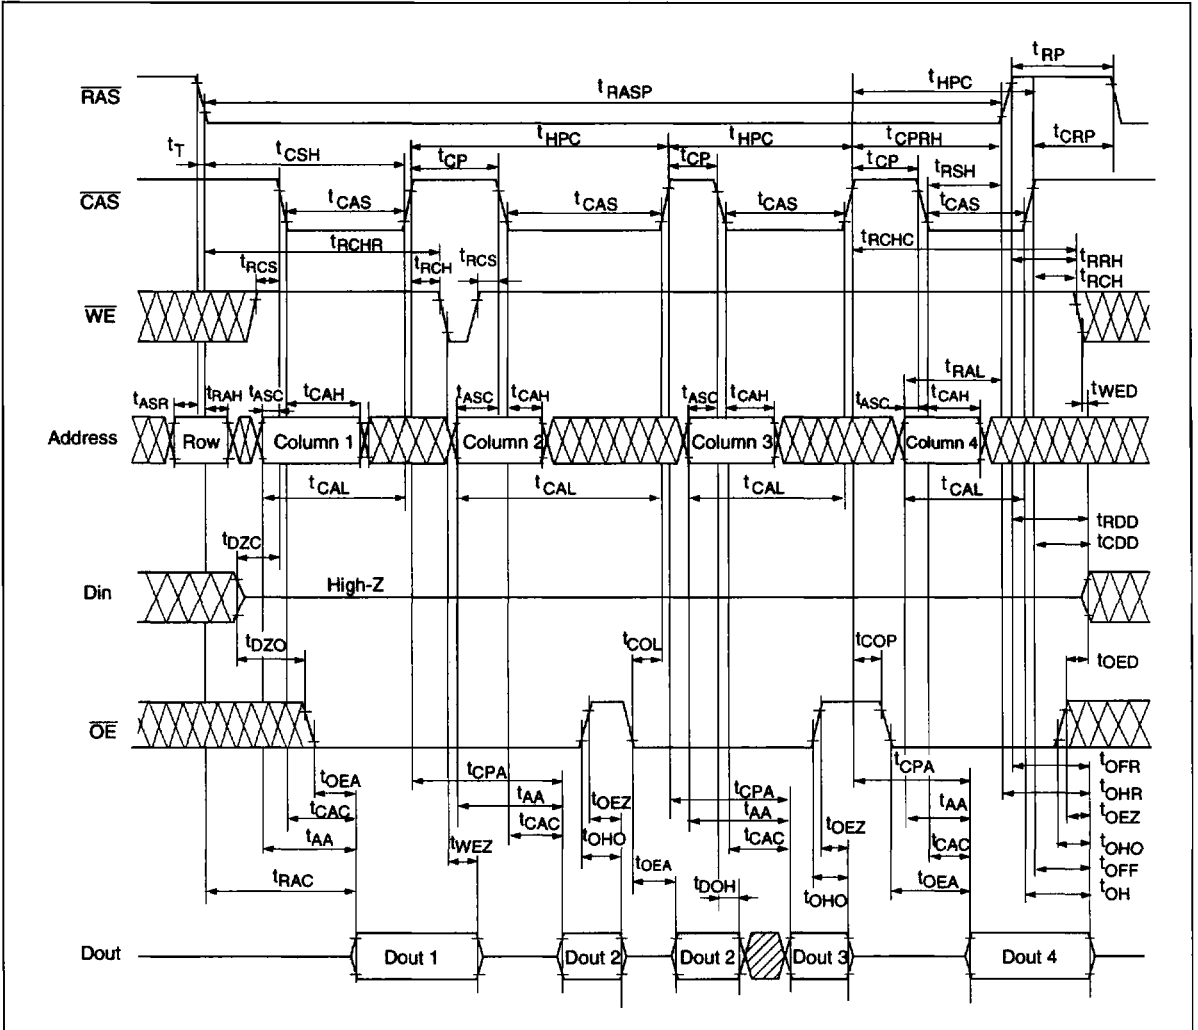 tRP
tHPC
RAS
tRASP
tHPC tHPC tCPRH
tT tCSH tCP tCP tCP tCRP
tRSH
CAS
tCAS tCAS tCAS tCAS
tRCHR tRCHC
tRCS tRCH tRCS tRRH
tRCH
WE
tRAL
tASR tRAH tASC tCAH tASC tCAH tASC tCAH tASC tCAH tWED
Address Row Column 1 Column 2 Column 3 Column 4
tCAL tCAL tCAL tCAL
tRDD
tDZC tCDD
Din High-Z
tDZO tCOL tCOP tOED
OE
tOEA tCPA tCPA tCPA tOFR
tCAC tAA tOEZ tAA tAA tOHR
tOEZ
tAA tCAC tOHO tCAC tOEZ tCAC tOHO
tWEZ tOEA tOFF
tRAC tDOH tOHO tOEA tOH
Dout Dout 1 Dout 2 Dout 2 Dout 3 Dout 4